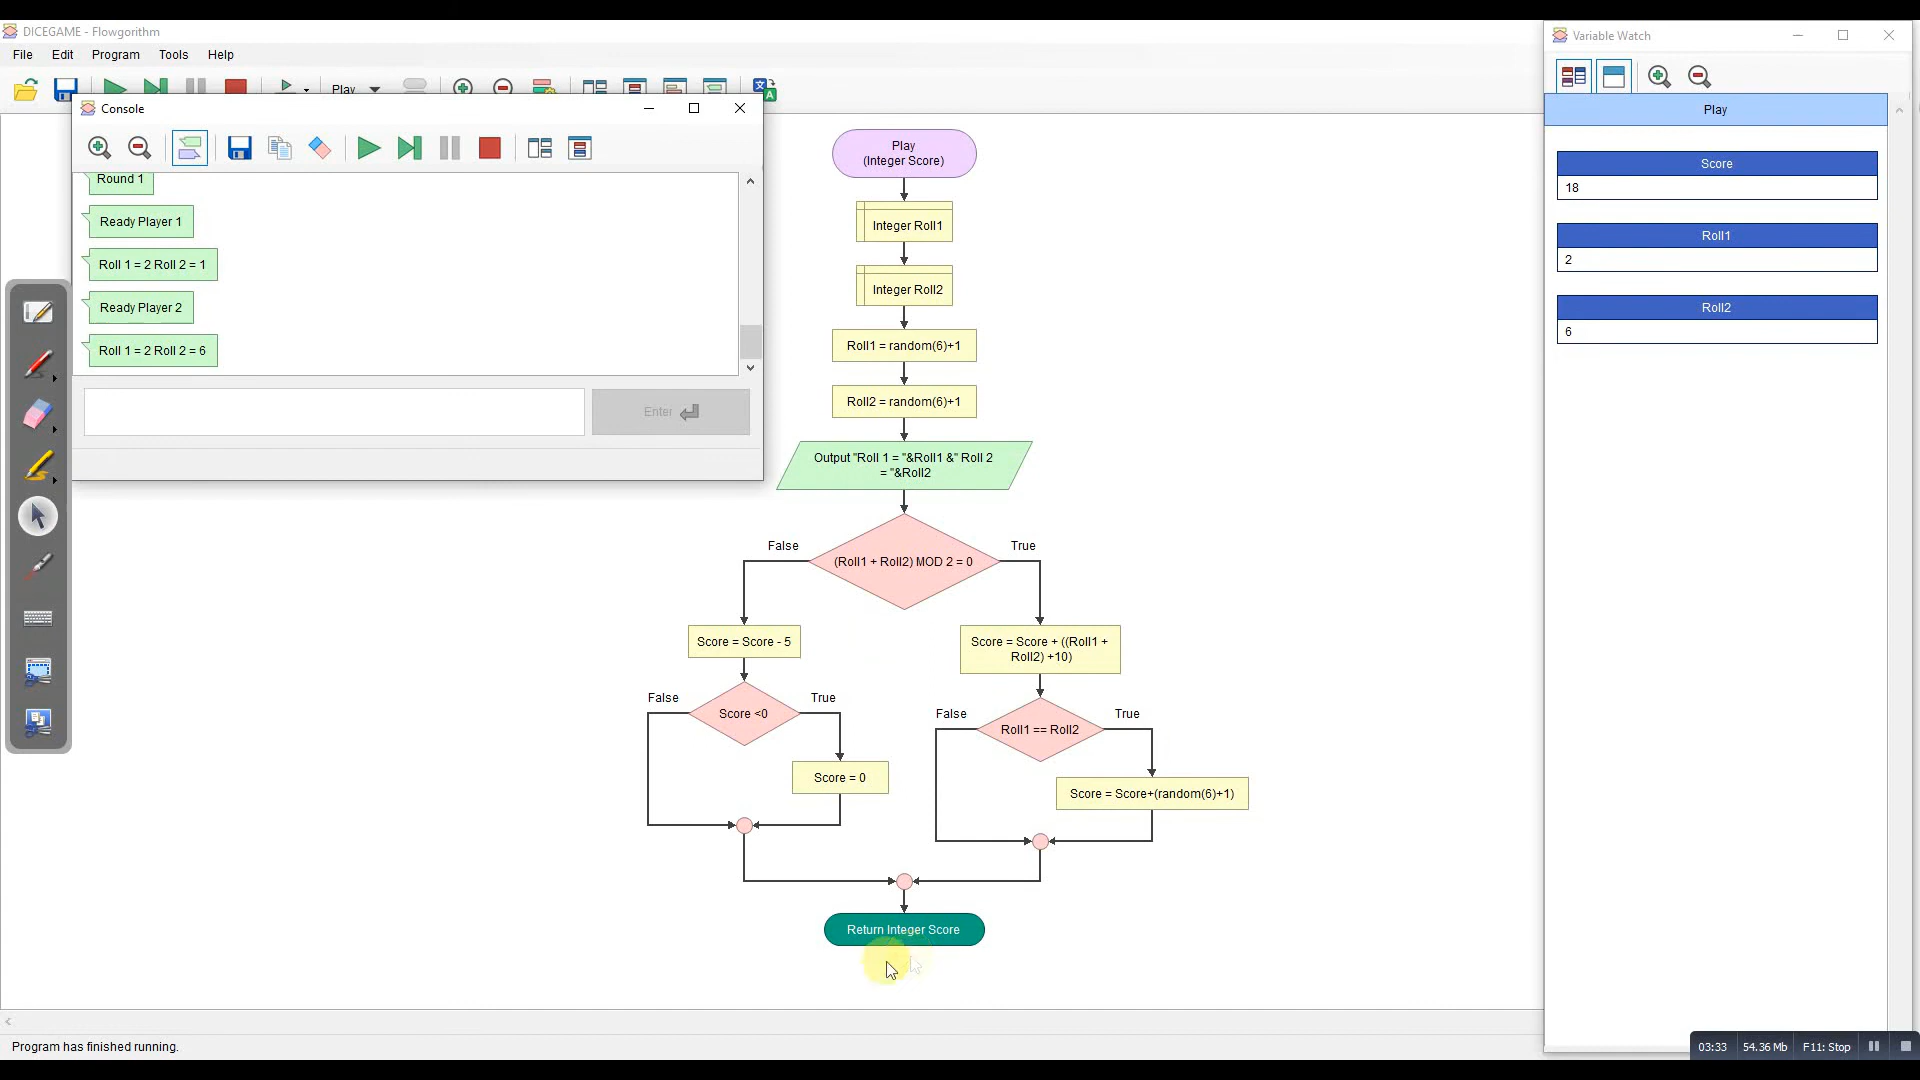 DICEGAME - Flowgorithm
File Edit Program Tools Help
Play
Console
Round 1
Ready Player 1
Roll 1 = 2 Roll 2 = 1
Ready Player 2
Roll 1 = 2 Roll 2 = 6
Enter
Play
(Integer Score)
Integer Roll1
Integer Roll2
Roll1 = random(6)+1
Roll2 = random(6)+1
Output "Roll 1 = "&Roll1 &" Roll 2
= "&Roll2
False
(Roll1 + Roll2) MOD 2 = 0
True
Score = Score - 5
Score = Score + ((Roll1 +
Roll2) +10)
False
Score <0
True
False
Roll1 == Roll2
True
Score = 0
Score = Score+(random(6)+1)
Return Integer Score
Program has finished running.
Variable Watch
Play
Score
18
Roll1
2
Roll2
6
03:33 54.36 Mb F11: Stop